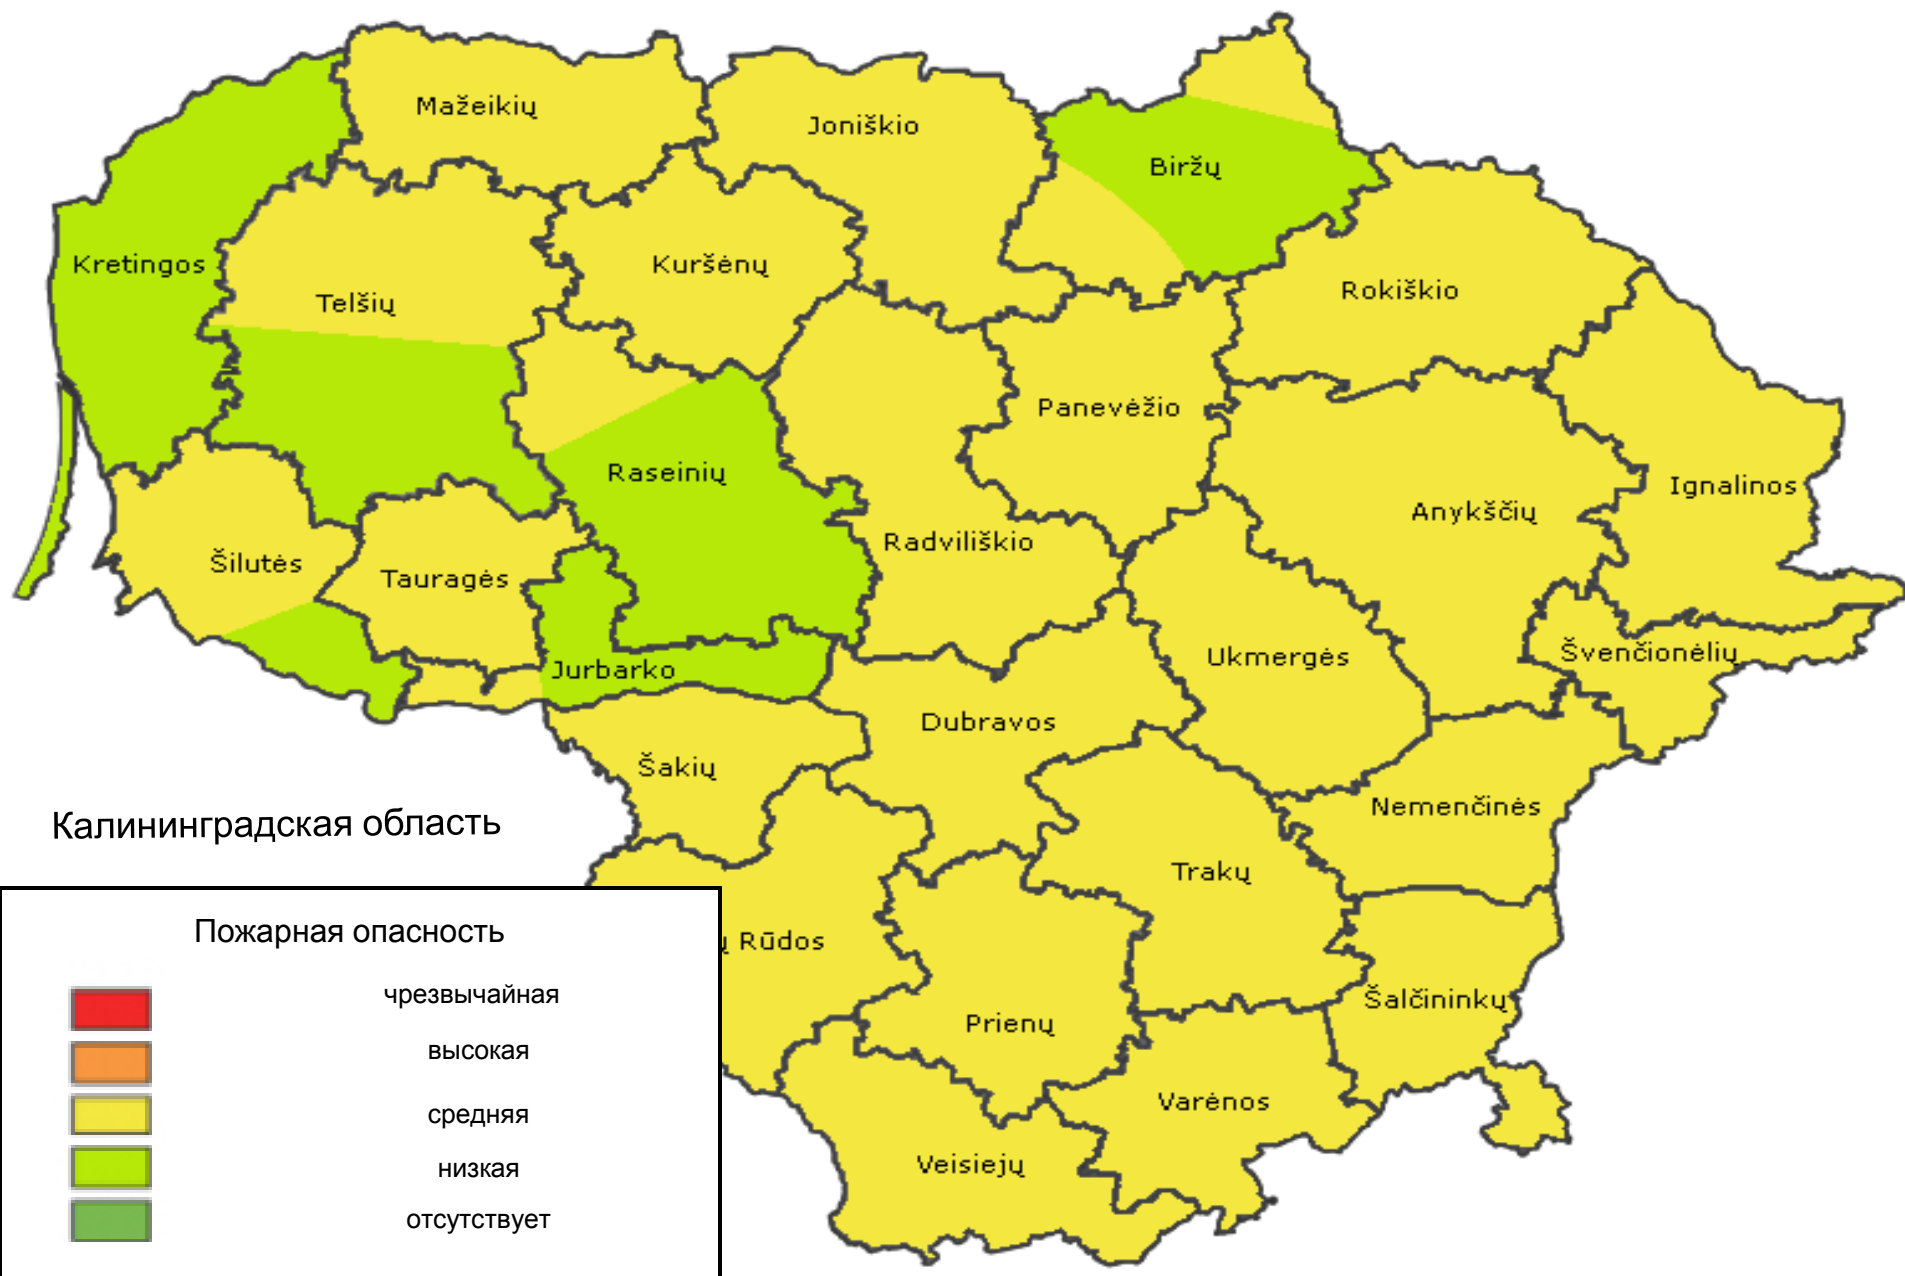 Mažeikių
Joniškio
Biržų
Kretingos
Telšių
Kuršėnų
Rokiškio
Panevėžio
Raseinių
Ignalinos
Anykščių
Radviliškio
Šilutės
Tauragės
Švenčionėlių
Ukmergės
Jurbarko
Dubravos
Šakių
Nemenčinės
Калининградская область
Trakų
ų Rūdos
Šalčininkų
Prienų
Varėnos
Veisiejų
Пожарная опасность
чрезвычайная
высокая
средняя
низкая
отсутствует